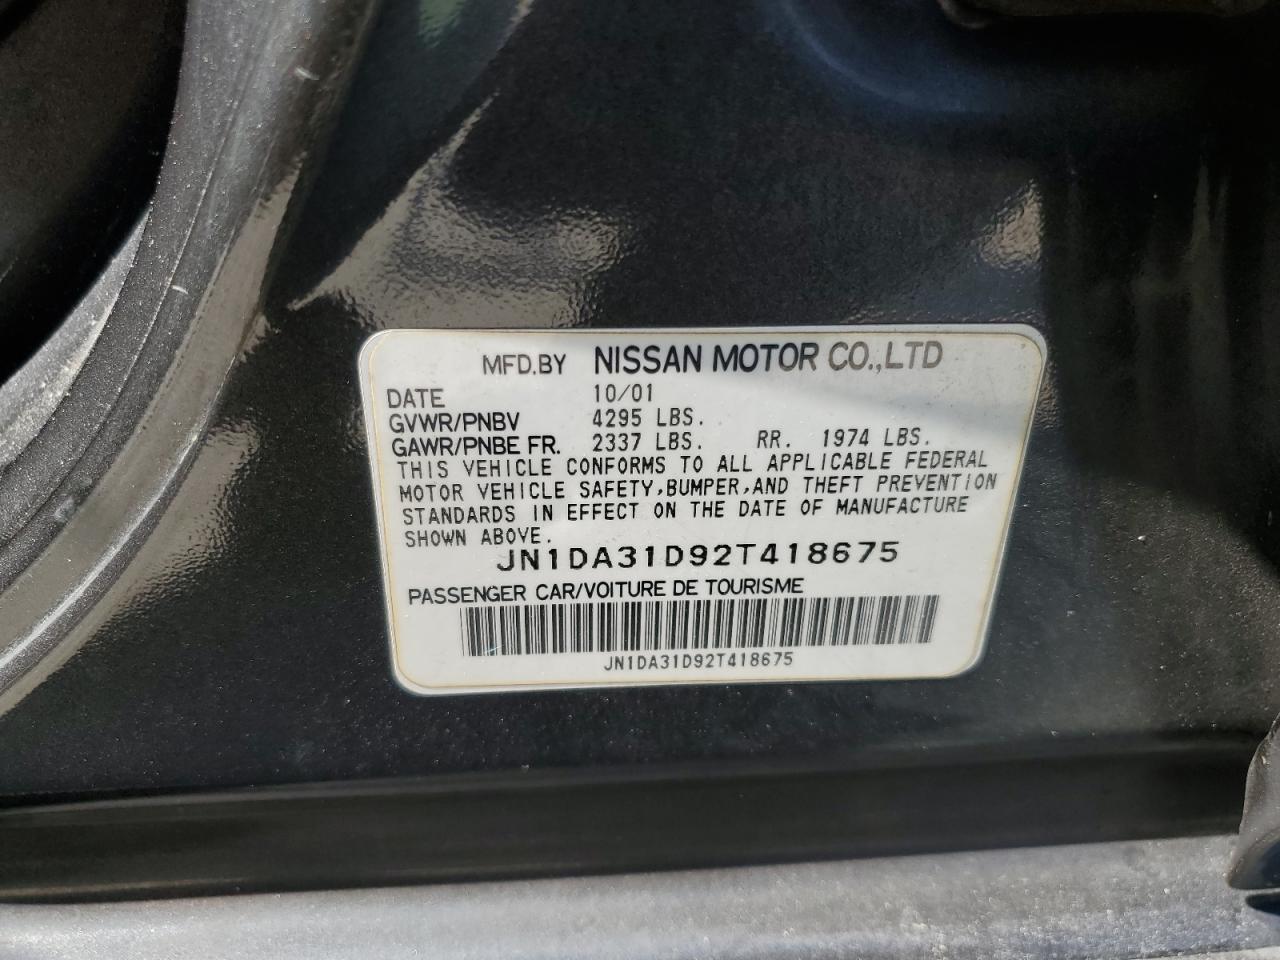 MFD.BY NISSAN MOTOR CO.,LTD
DATE 10/01
GVWR/PNBV 4295 LBS.
GAWR/PNBE FR. 2337 LBS. RR. 1974 LBS.
THIS VEHICLE CONFORMS TO ALL APPLICABLE FEDERAL
MOTOR VEHICLE SAFETY,BUMPER,AND THEFT PREVENTION
STANDARDS IN EFFECT ON THE DATE OF MANUFACTURE
SHOWN ABOVE.
JN1DA31D92T418675
PASSENGER CAR/VOITURE DE TOURISME
JN1DA31D92T418675